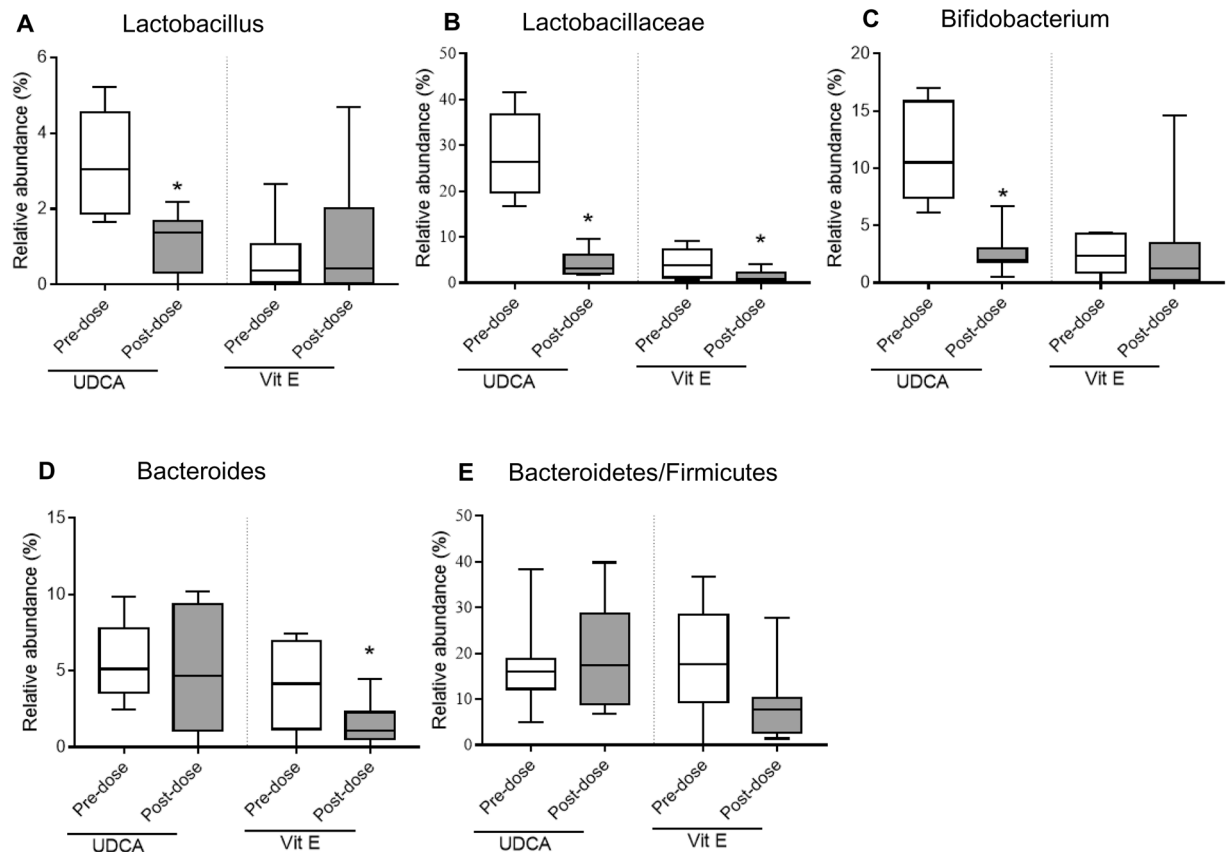 A Lactobacillus
Relative abundance (%)
6
4
2
0
Pre-dose
Post-dose
Pre-dose
Post-dose
UDCA
Vit E
B Lactobacillaceae
Relative abundance (%)
50
40
30
20
10
0
*
*
*
Pre-dose
Post-dose
Pre-dose
Post-dose
UDCA
Vit E
C Bifidobacterium
Relative abundance (%)
20
15
10
5
0
*
Pre-dose
Post-dose
Pre-dose
Post-dose
UDCA
Vit E
D Bacteroides
Relative abundance (%)
15
10
5
0
*
Pre-dose
Post-dose
Pre-dose
Post-dose
UDCA
Vit E
E Bacteroidetes/Firmicutes
Relative abundance (%)
50
40
30
20
10
0
Pre-dose
Post-dose
Pre-dose
Post-dose
UDCA
Vit E